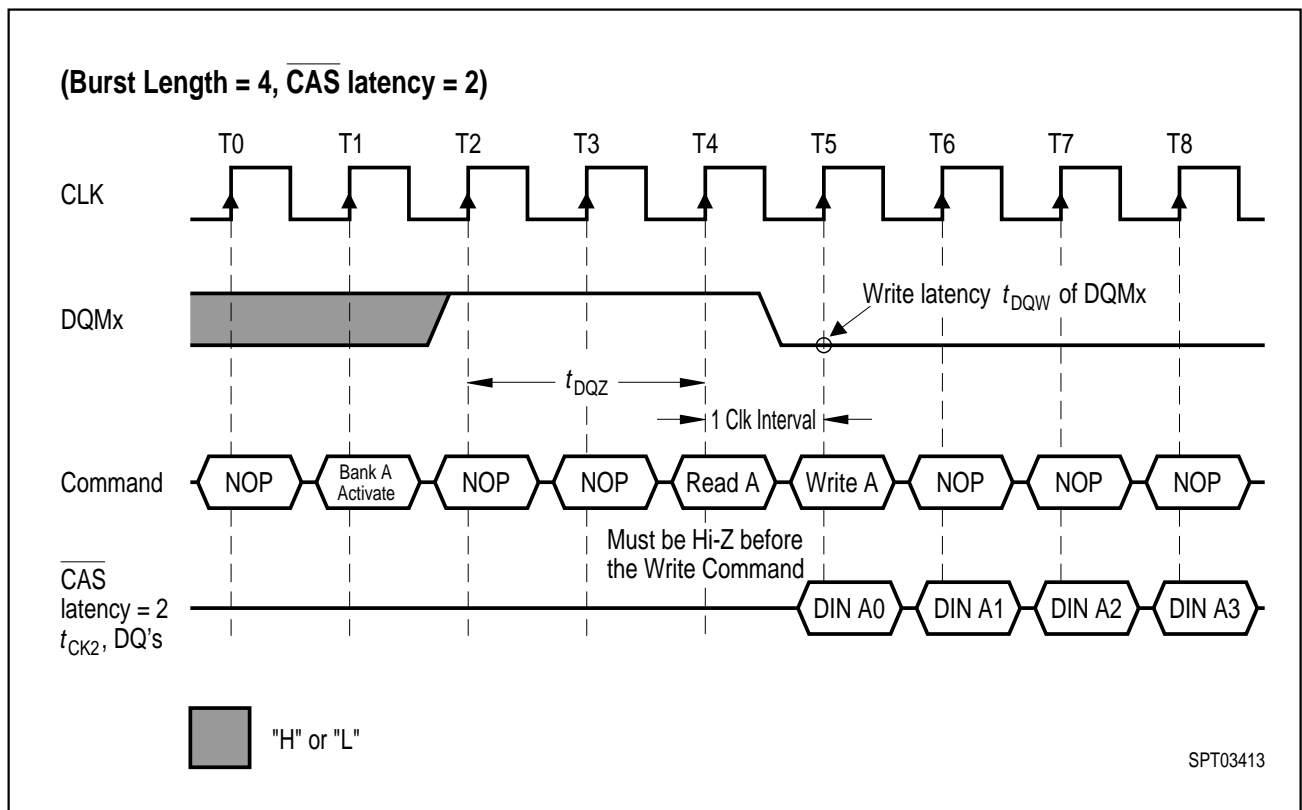 (Burst Length = 4, CAS latency = 2)
T0 T1 T2 T3 T4 T5 T6 T7 T8
CLK
Write latency tDQW of DQMx
DQMx
tDQZ
1 Clk Interval
Command NOP Bank A Activate NOP NOP Read A Write A NOP NOP NOP
Must be Hi-Z before
the Write Command
CAS
latency = 2
tCK2, DQ's
DIN A0 DIN A1 DIN A2 DIN A3
"H" or "L"
SPT03413